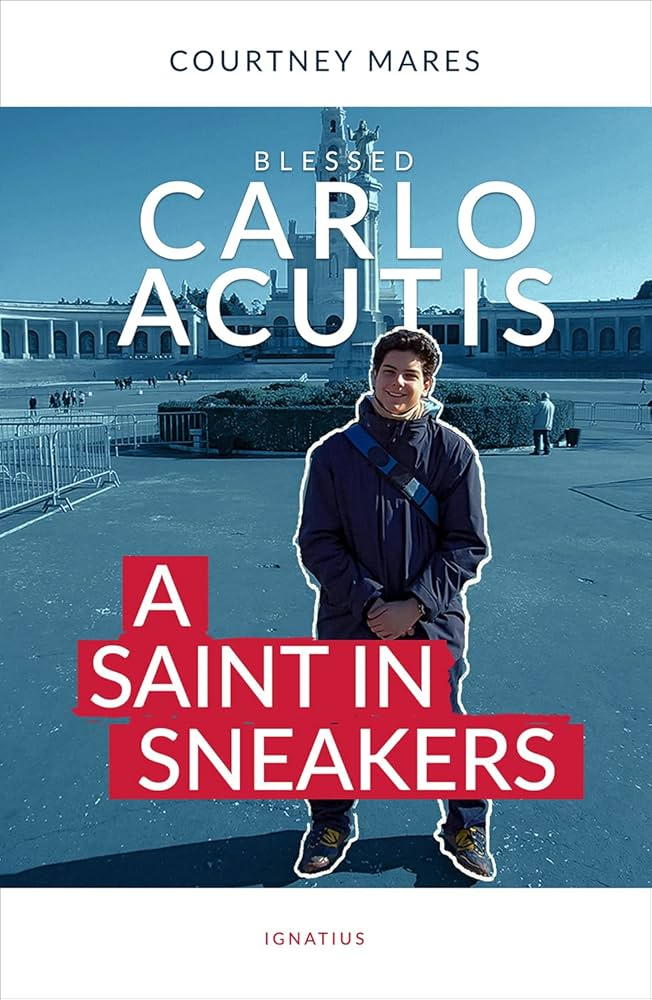 COURTNEY MARES
BLESSED
CARLO
ACUTIS
A
SAINT IN
SNEAKERS
IGNATIUS